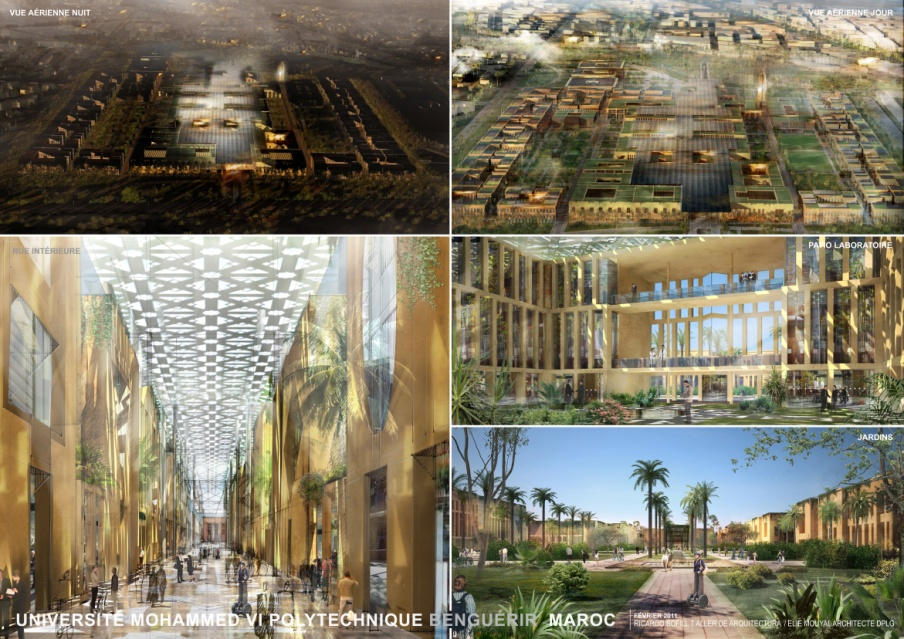 VUE AÉRIENNE NUIT
VUE AÉRIENNE JOUR
RUE INTÉRIEURE
PATIO LABORATOIRE
JARDINS
UNIVERSITÉ MOHAMMED VI POLYTECHNIQUE BENGUÉRIR MAROC
FÉVRIER 2011
RICARDO BOFILL TALLER DE ARQUITECTURA / ELIE MOUYAL ARCHITECTE DPLG